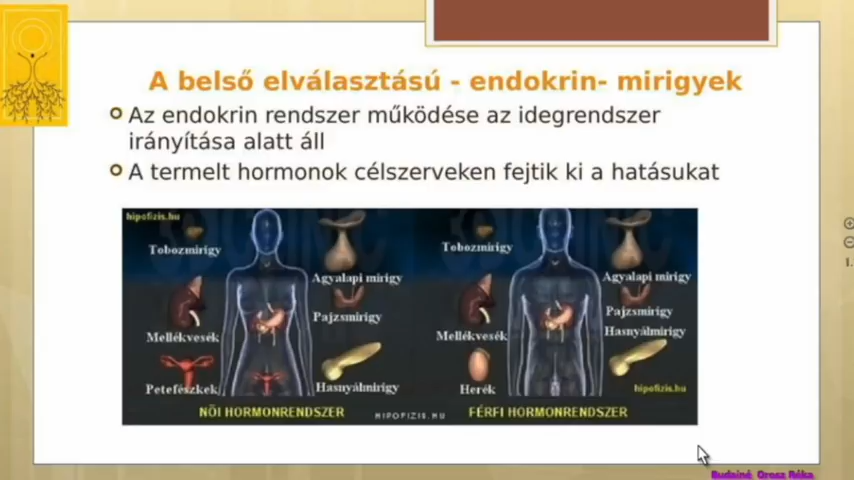 A belső elválasztású - endokrin- mirigyek
Az endokrin rendszer működése az idegrendszer
irányítása alatt áll
A termelt hormonok célszerveken fejtik ki a hatásukat
hipofizis.hu
Tobozmirigy
Agyalapi mirigy
Pajzsmirigy
Mellékvesék
Petefészkek
Hasnyálmirigy
NŐI HORMONRENDSZER
HIPOFIZIS.HU
Tobozmirigy
Agyalapi mirigy
Pajzsmirigy
Hasnyálmirigy
Mellékvesék
Herék
hipofizis.hu
FÉRFI HORMONRENDSZER
1.
Budainé Orosz Réka